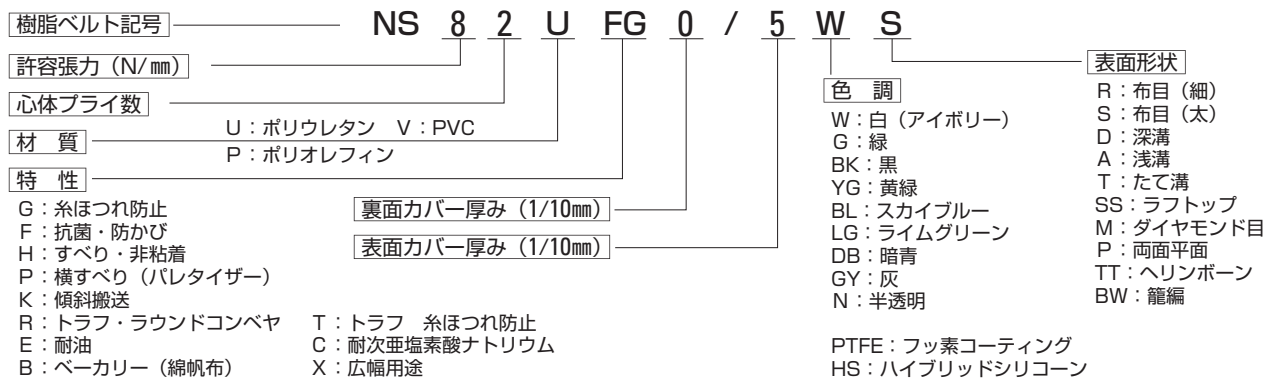 樹脂ベルト記号 NS 8 2 U FG 0 / 5 W S
許容張力（N/㎜）
心体プライ数
材　質
U：ポリウレタン　V：PVC
P：ポリオレフィン
特　性
G：糸ほつれ防止
F：抗菌・防かび
H：すべり・非粘着
P：横すべり（パレタイザー）
K：傾斜搬送
R：トラフ・ラウンドコンベヤ
E：耐油
B：ベーカリー（綿帆布）
T：トラフ　糸ほつれ防止
C：耐次亜塩素酸ナトリウム
X：広幅用途
裏面カバー厚み（1/10㎜）
表面カバー厚み（1/10㎜）
色　調
W：白（アイボリー）
G：緑
BK：黒
YG：黄緑
BL：スカイブルー
LG：ライムグリーン
DB：暗青
GY：灰
N：半透明
PTFE：フッ素コーティング
HS：ハイブリッドシリコーン
表面形状
R：布目（細）
S：布目（太）
D：深溝
A：浅溝
T：たて溝
SS：ラフトップ
M：ダイヤモンド目
P：両面平面
TT：ヘリンボーン
BW：籠編